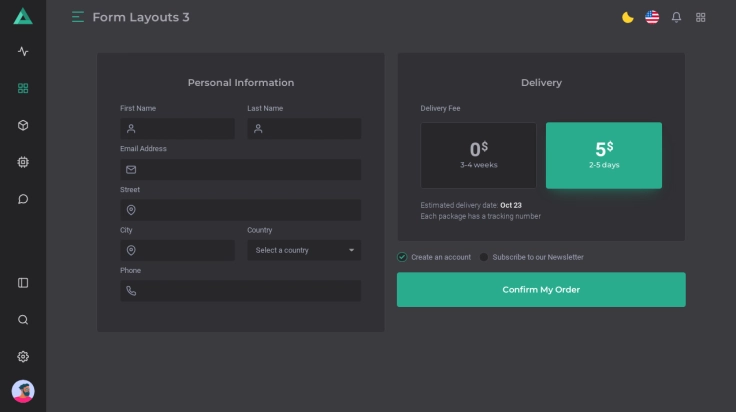 Form Layouts 3
Personal Information
First Name
Last Name
Email Address
Street
City
Country
Select a country
Phone
Delivery
Delivery Fee
0$
3-4 weeks
5$
2-5 days
Estimated delivery date: Oct 23
Each package has a tracking number
Create an account
Subscribe to our Newsletter
Confirm My Order